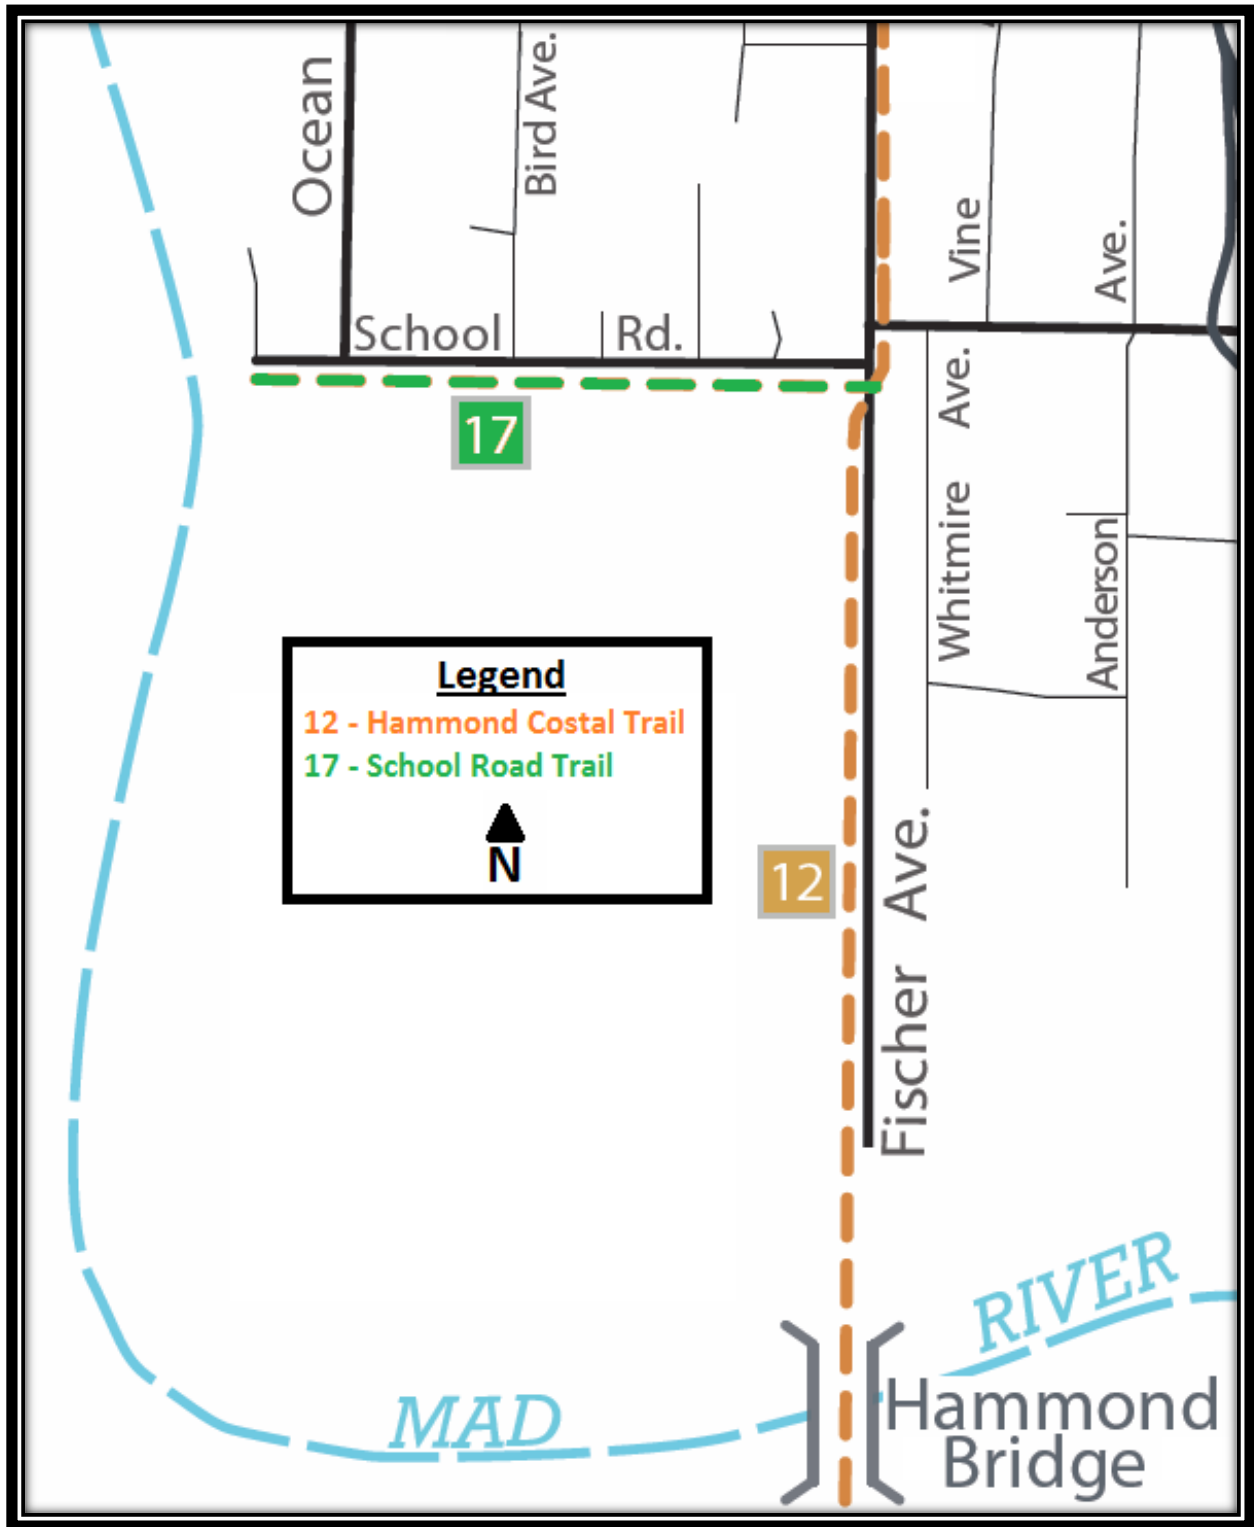 Ocean
Bird Ave.
Vine
Ave.
School Rd.
17
Whitmire Ave.
Anderson
Legend
12 - Hammond Costal Trail
17 - School Road Trail
N
12
Fischer Ave.
RIVER
MAD
Hammond
Bridge